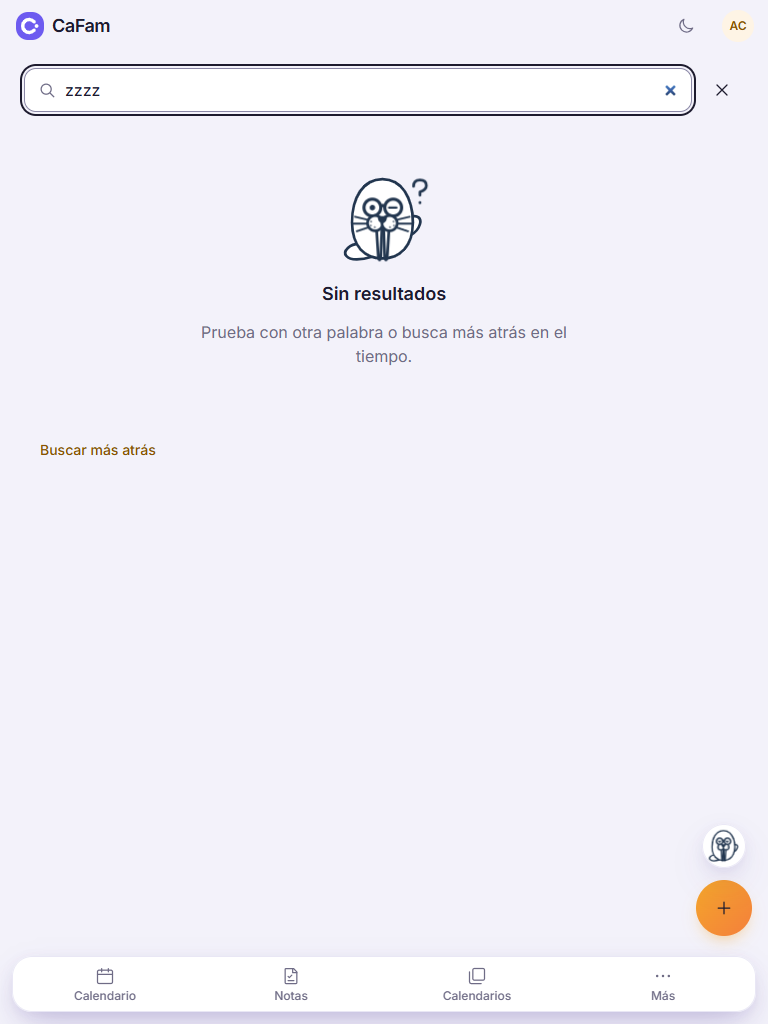 CaFam
AC
zzzz
?
Sin resultados
Prueba con otra palabra o busca más atrás en el
tiempo.
Buscar más atrás
Calendario
Notas
Calendarios
Más